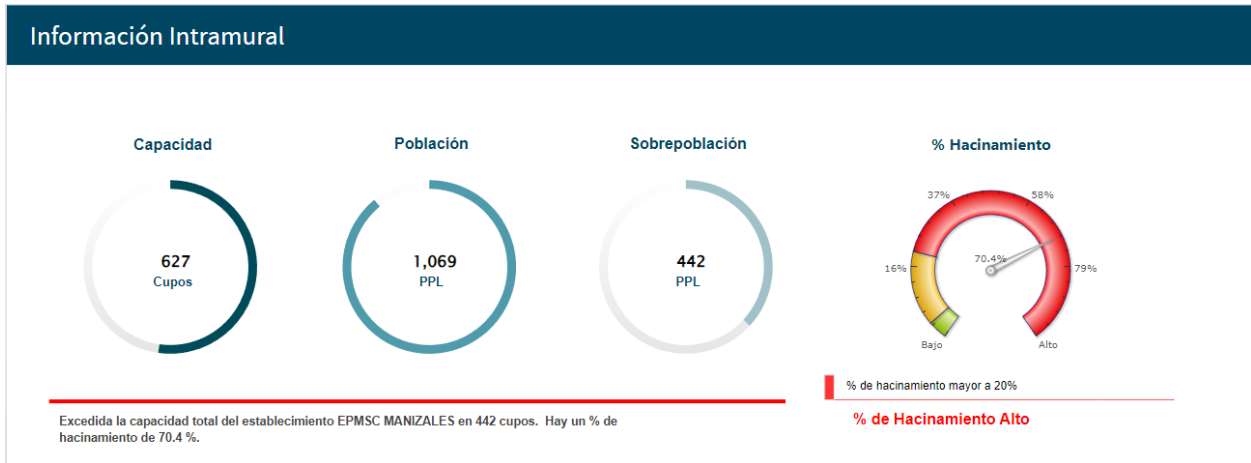 Información Intramural
Capacidad
Población
Sobrepoblación
% Hacinamiento
627
Cupos
1,069
PPL
442
PPL
37%
58%
16%
70.4%
79%
Bajo
Alto
% de hacinamiento mayor a 20%
% de Hacinamiento Alto
Excedida la capacidad total del establecimiento EPMSC MANIZALES en 442 cupos. Hay un % de
hacinamiento de 70.4 %.